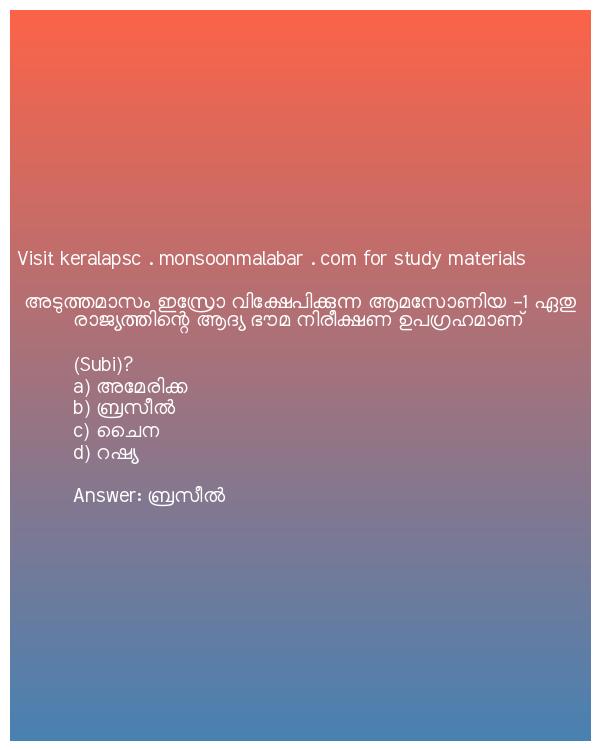 Visit keralapsc . monsoonmalabar . com for study materials
അടുത്തമാസം ഇസ്രോ വിക്ഷേപിക്കുന്ന ആമസോണിയ -1 ഏതു
രാജ്യത്തിന്റെ ആദ്യ ഭൗമ നിരീക്ഷണ ഉപഗ്രഹമാണ്
(Subi)?
a) അമേരിക്ക
b) ബ്രസീൽ
c) ചൈന
d) റഷ്യ
Answer: ബ്രസീൽ